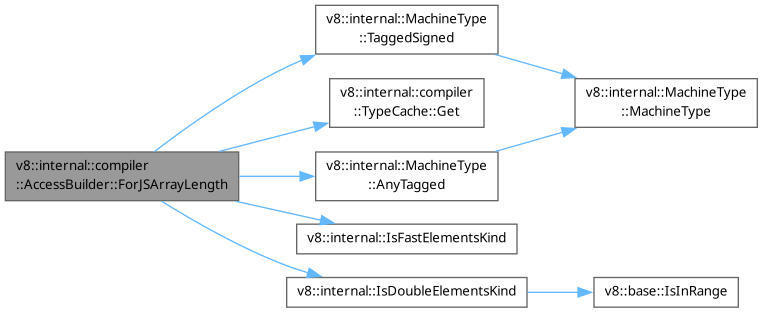 v8::internal::MachineType
::TaggedSigned
v8::internal::compiler
::TypeCache::Get
v8::internal::MachineType
::MachineType
v8::internal::compiler
::AccessBuilder::ForJSArrayLength
v8::internal::MachineType
::AnyTagged
v8::internal::IsFastElementsKind
v8::internal::IsDoubleElementsKind
v8::base::IsInRange